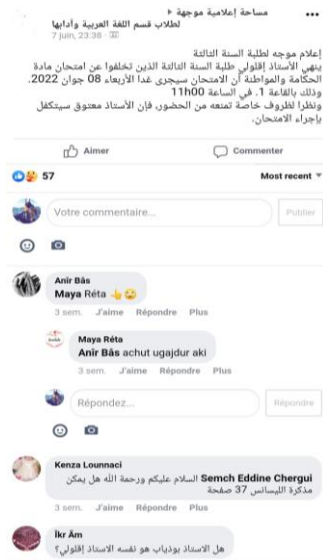 مساحة إعلامية موجهة
لطلاب قسم اللغة العربية وآدابها
7 juin, 23:38
إعلام موجه لطلبة السنة الثالثة
ينهي الأستاذ إقلولي طلبة السنة الثالثة الذين تخلفوا عن امتحان مادة
الحكامة والمواطنة أن الامتحان سيجرى غدا الأربعاء 08 جوان 2022.
وذلك بالقاعة 1. في الساعة 11h00
ونظرا لظروف خاصة تمنعه من الحضور، فإن الأستاذ معتوق سيتكفل
بإجراء الامتحان.
Aimer Commenter
57 Most recent
Votre commentaire... Publier
Anïr Bâs
Maya Réta
3 sem. J'aime Répondre Plus
Maya Réta
Anïr Bâs achut ugajdur aki
3 sem. J'aime Répondre Plus
Répondez... Répondre
Kenza Lounnaci
Semch Eddine Chergui السلام عليكم ورحمة الله هل يمكن
مذكرة الليسانس 37 صفحة
3 sem. J'aime Répondre Plus
Íkr Äm
هل الاستاذ بوذياب هو نفسه الاستاذ إقلولي؟